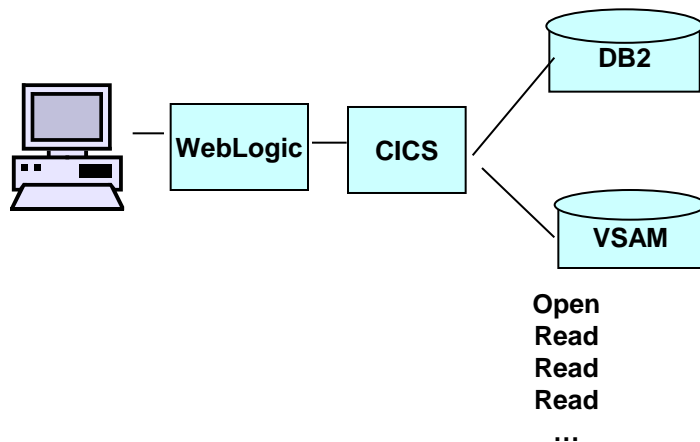 DB2
WebLogic
CICS
VSAM
Open
Read
Read
Read
...